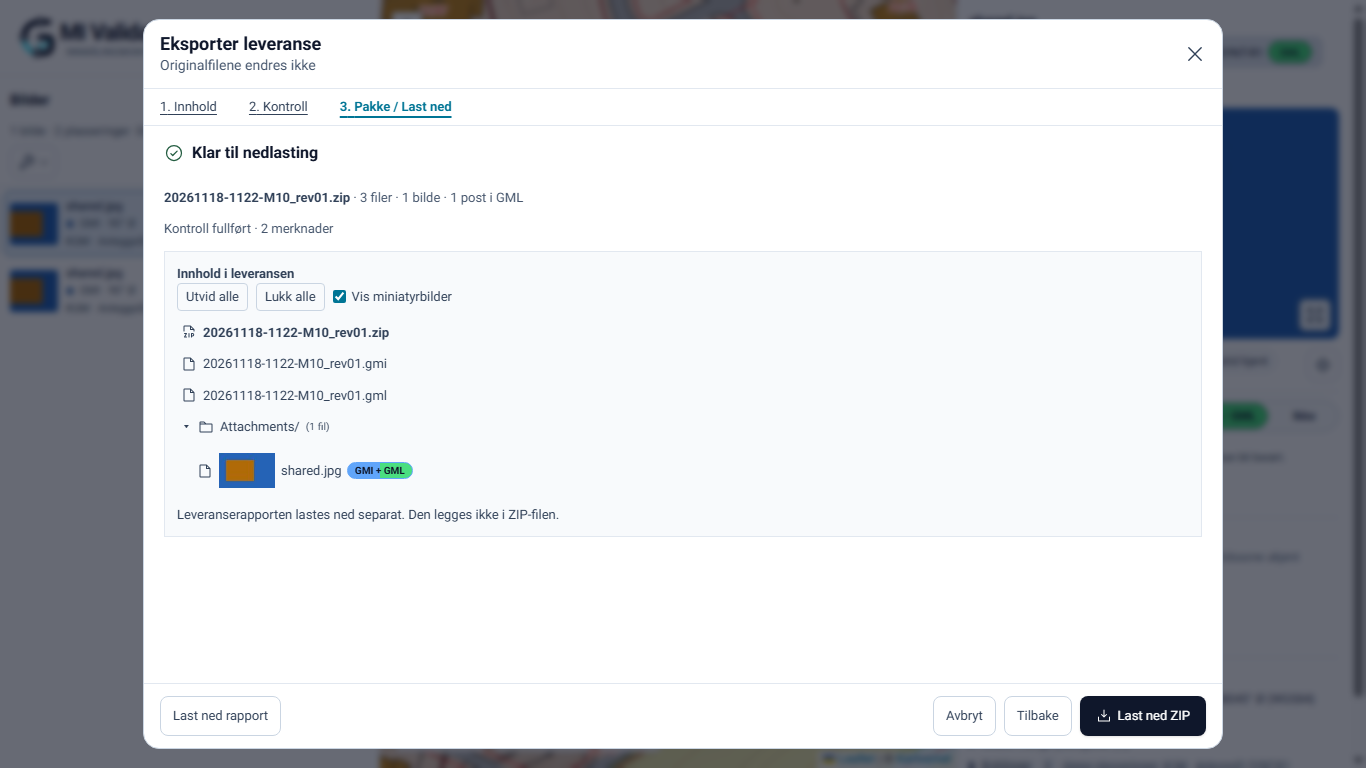 Eksporter leveranse
Originalfilene endres ikke
1. Innhold
2. Kontroll
3. Pakke / Last ned
Klar til nedlasting
20261118-1122-M10_rev01.zip · 3 filer · 1 bilde · 1 post i GML
Kontroll fullført · 2 merknader
Innhold i leveransen
Utvid alle
Lukk alle
Vis miniatyrbilder
20261118-1122-M10_rev01.zip
20261118-1122-M10_rev01.gmi
20261118-1122-M10_rev01.gml
Attachments/ (1 fil)
shared.jpg GMI + GML
Leveranserapporten lastes ned separat. Den legges ikke i ZIP-filen.
Last ned rapport
Avbryt
Tilbake
Last ned ZIP